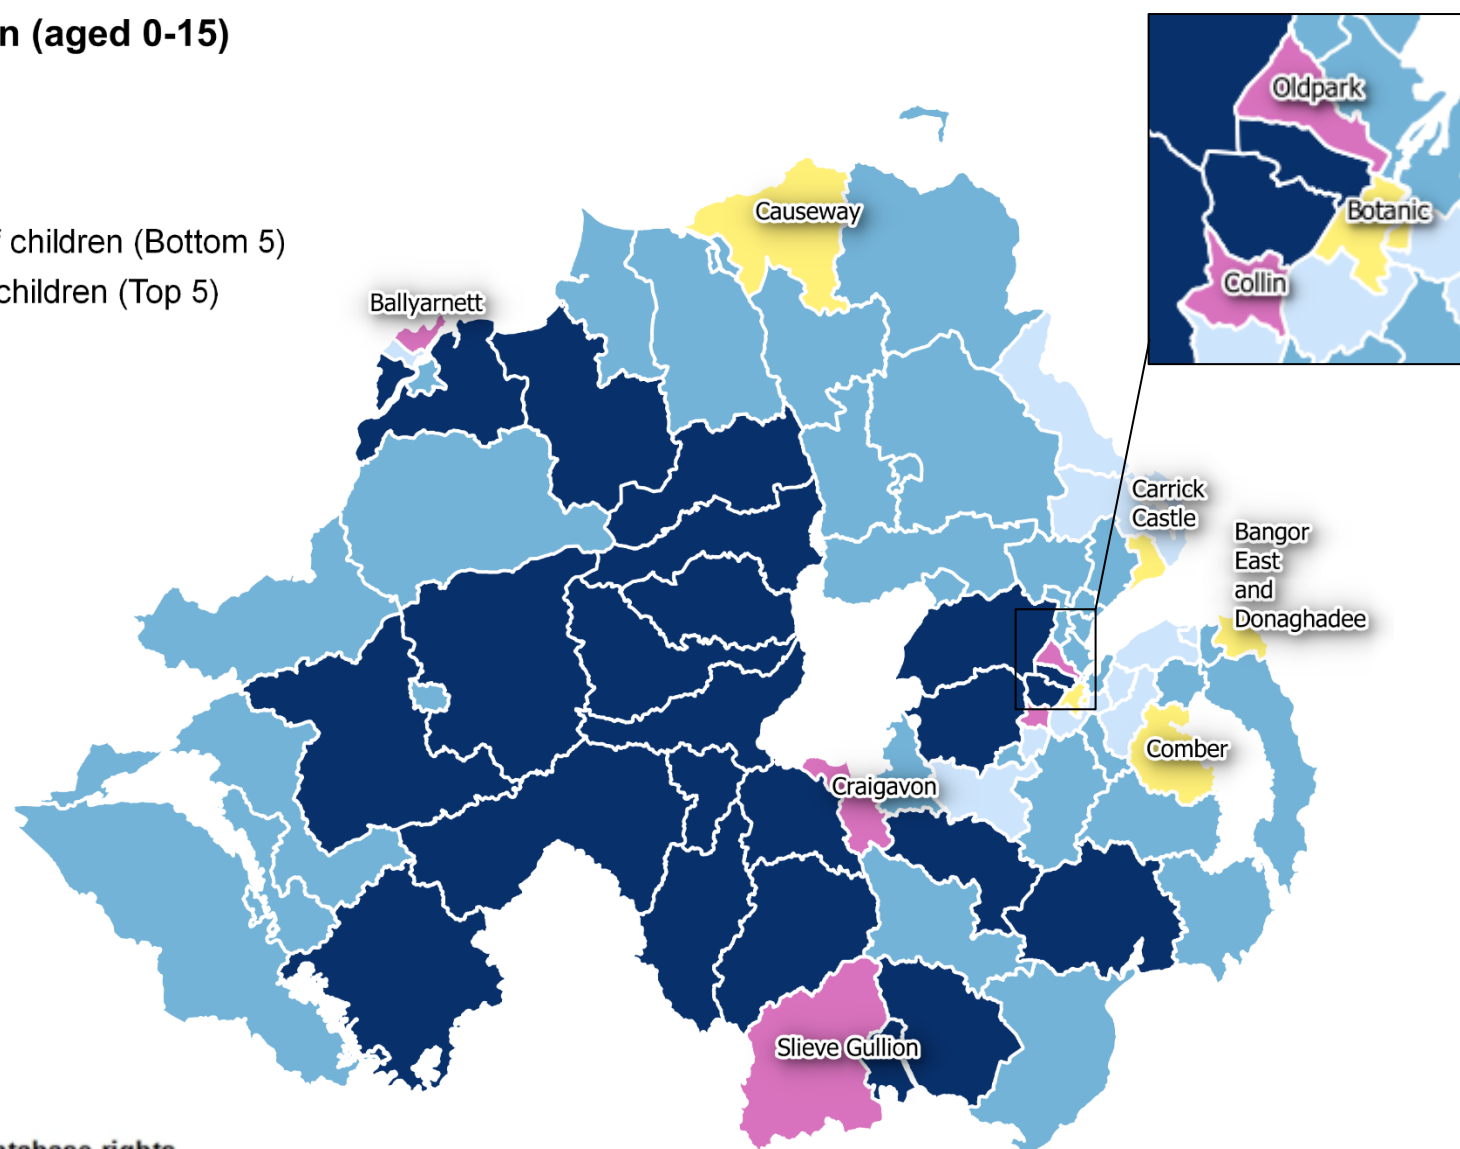 n (aged 0-15)
children (Bottom 5)
children (Top 5)
Oldpark
Botanic
Collin
Causeway
Ballyarnett
Carrick
Castle
Bangor
East
and
Donaghadee
Comber
Craigavon
Slieve Gullion
rights